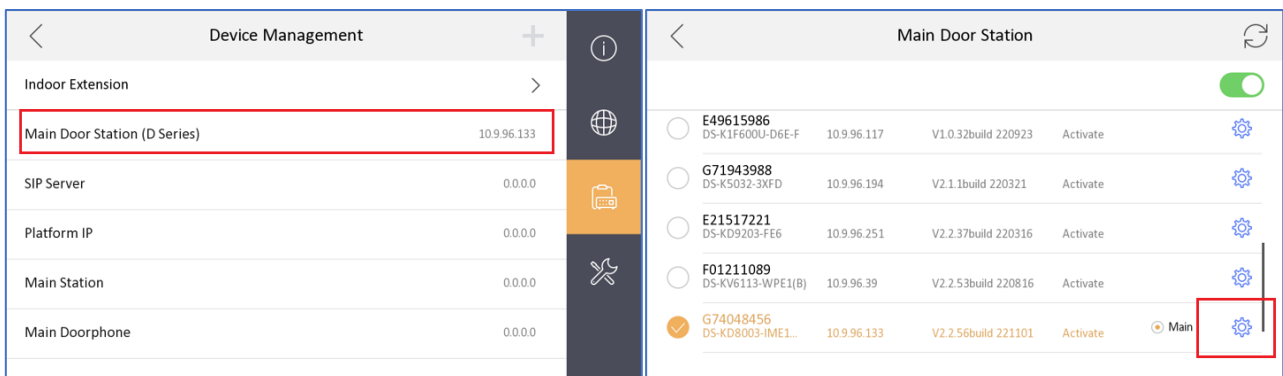 Device Management
Indoor Extension
Main Door Station (D Series) 10.9.96.133
SIP Server 0.0.0.0
Platform IP 0.0.0.0
Main Station 0.0.0.0
Main Doorphone 0.0.0.0
Main Door Station
E49615986
DS-K1F600U-D6E-F 10.9.96.117 V1.0.32build 220923 Activate
G71943988
DS-K5032-3XFD 10.9.96.194 V2.1.1build 220321 Activate
E21517221
DS-KD9203-FE6 10.9.96.251 V2.2.37build 220316 Activate
F01211089
DS-KV6113-WPE1(B) 10.9.96.39 V2.2.53build 220816 Activate
G74048456
DS-KD8003-IME1... 10.9.96.133 V2.2.56build 221101 Activate Main